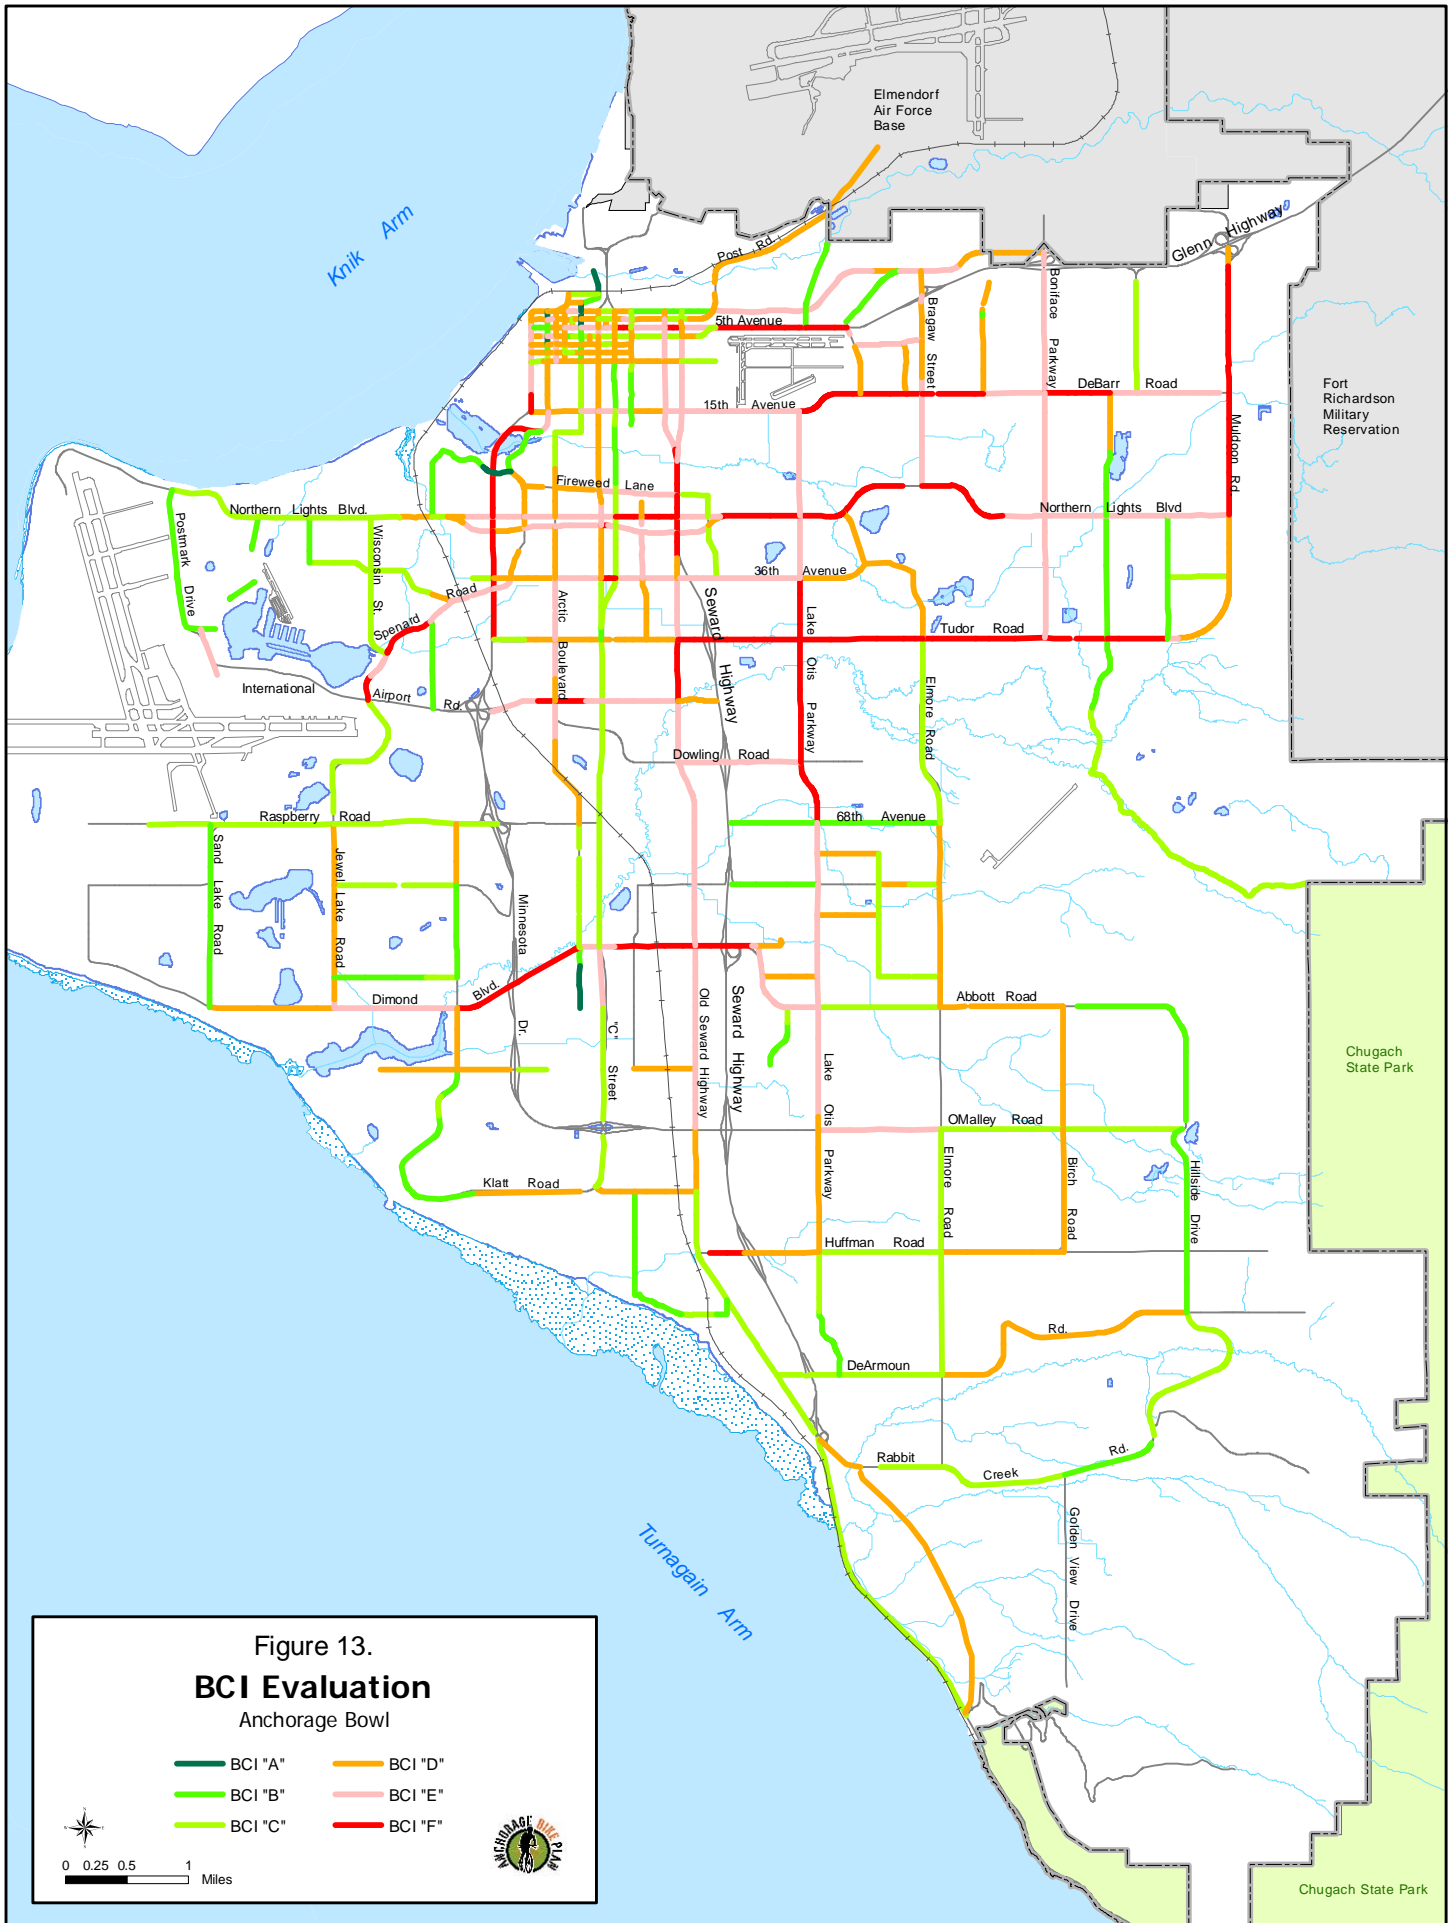 Elmendorf
Air Force
Base
Knik Arm
Post Rd.
Glenn Highway
5th Avenue
Bragaw Street
Boniface Parkway
DeBarr Road
15th Avenue
Muldoon Rd
Fort
Richardson
Military
Reservation
Fireweed Lane
Northern Lights Blvd.
Northern Lights Blvd
Postmark Drive
Wisconsin St.
36th Avenue
Spenard Road
Arctic Boulevard
Seward Highway
Lake Otis Parkway
Tudor Road
International Airport Rd.
Elmore Road
Dowling Road
Raspberry Road
68th Avenue
Sand Lake Road
Jewel Lake Road
Minnesota Dr.
Dimond Blvd.
"C" Street
Old Seward Highway
Seward Highway
Abbott Road
Lake Otis Parkway
Chugach
State Park
OMalley Road
Elmore Road
Birch Road
Hillside Drive
Klatt Road
Huffman Road
Rd.
DeArmoun
Rabbit Creek Rd.
Golden View Drive
Turnagain Arm
Figure 13.
BCI Evaluation
Anchorage Bowl
BCI "A"
BCI "D"
BCI "B"
BCI "E"
BCI "C"
BCI "F"
ANCHORAGE BIKE PLAN
0 0.25 0.5 1
Miles
Chugach State Park